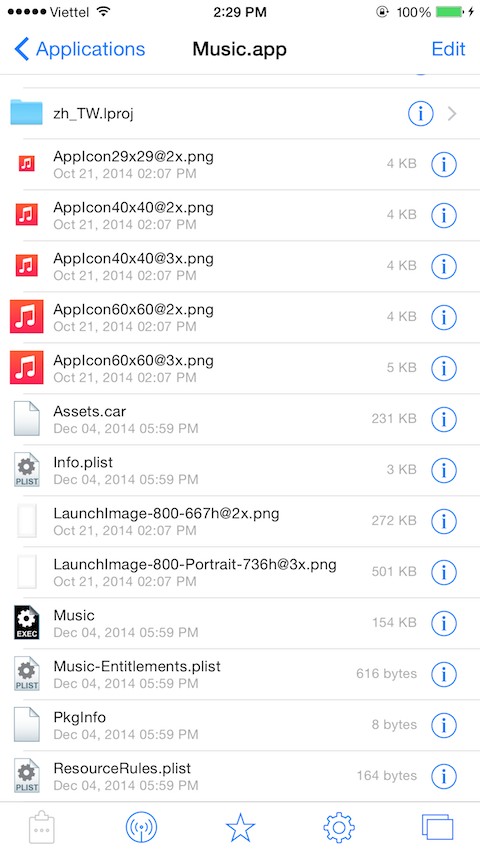 Viettel
2:29 PM
100%
Applications
Music.app
Edit
zh_TW.lproj
AppIcon29x29@2x.png
Oct 21, 2014 02:07 PM
4 KB
AppIcon40x40@2x.png
Oct 21, 2014 02:07 PM
4 KB
AppIcon40x40@3x.png
Oct 21, 2014 02:07 PM
4 KB
AppIcon60x60@2x.png
Oct 21, 2014 02:07 PM
4 KB
AppIcon60x60@3x.png
Oct 21, 2014 02:07 PM
5 KB
Assets.car
Dec 04, 2014 05:59 PM
231 KB
PLIST
Info.plist
Dec 04, 2014 05:59 PM
3 KB
LaunchImage-800-667h@2x.png
Oct 21, 2014 02:07 PM
272 KB
LaunchImage-800-Portrait-736h@3x.png
Oct 21, 2014 02:07 PM
501 KB
EXEC
Music
Dec 04, 2014 05:59 PM
154 KB
PLIST
Music-Entitlements.plist
Dec 04, 2014 05:59 PM
616 bytes
PkgInfo
Dec 04, 2014 05:59 PM
8 bytes
PLIST
ResourceRules.plist
Dec 04, 2014 05:59 PM
164 bytes